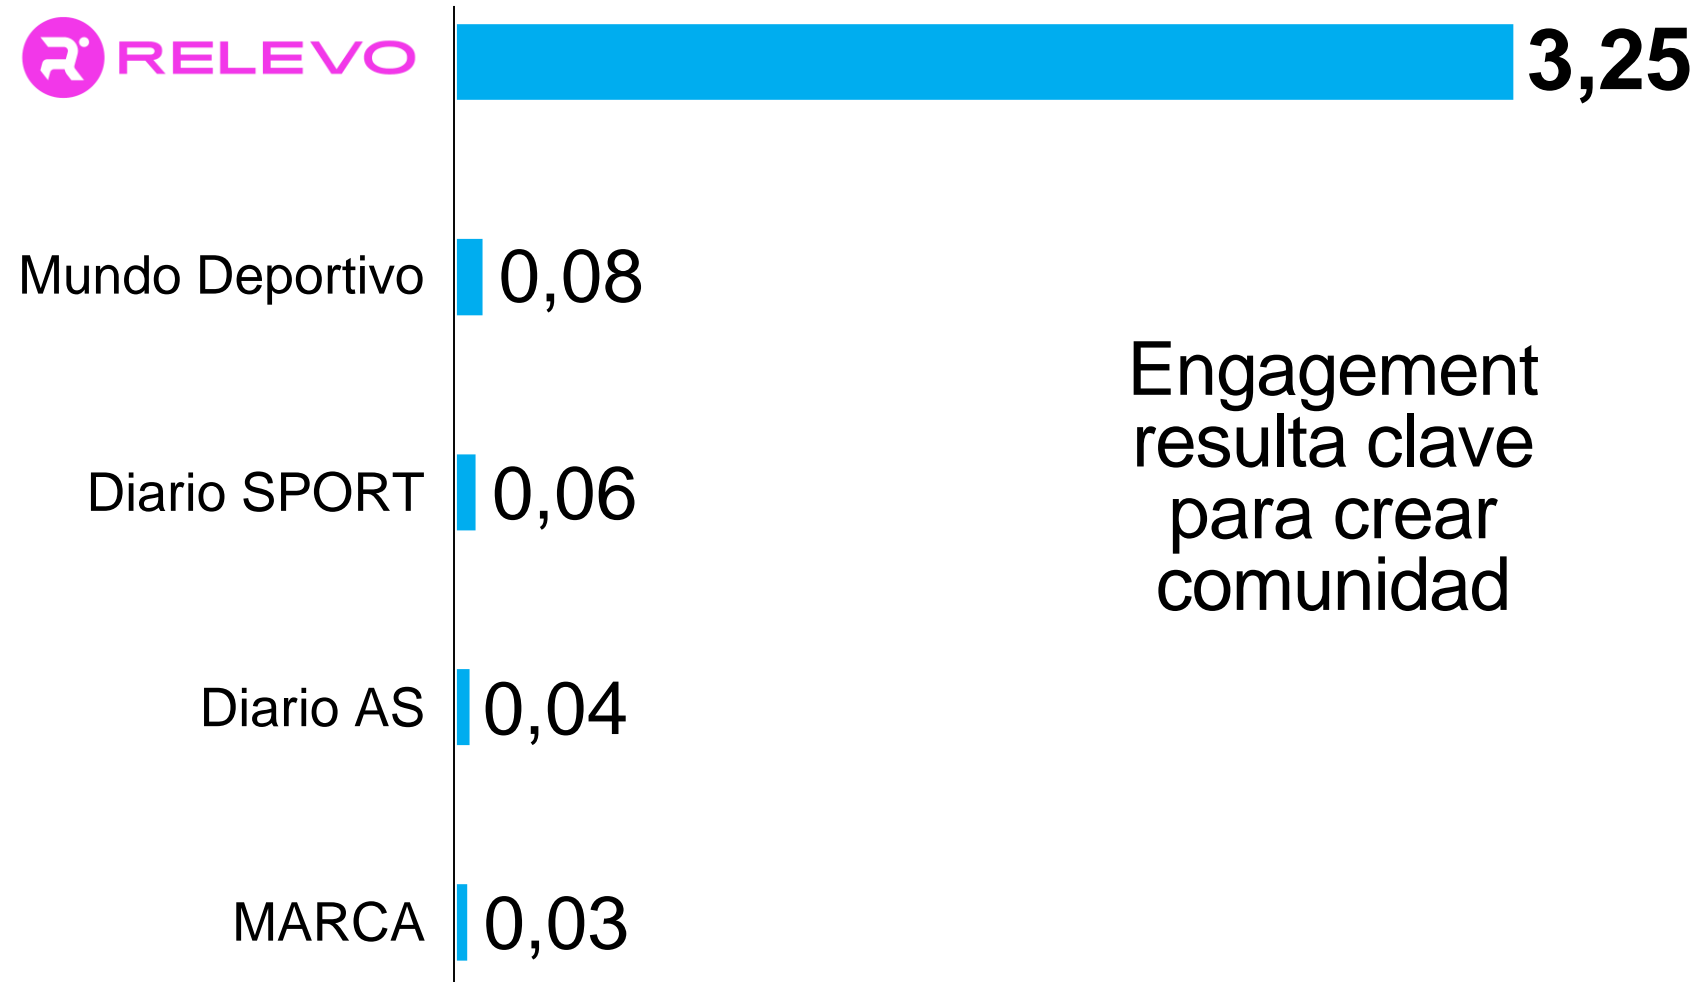 RELEVO
3,25
Mundo Deportivo
0,08
Diario SPORT
0,06
Diario AS
0,04
MARCA
0,03
Engagement
resulta clave
para crear
comunidad